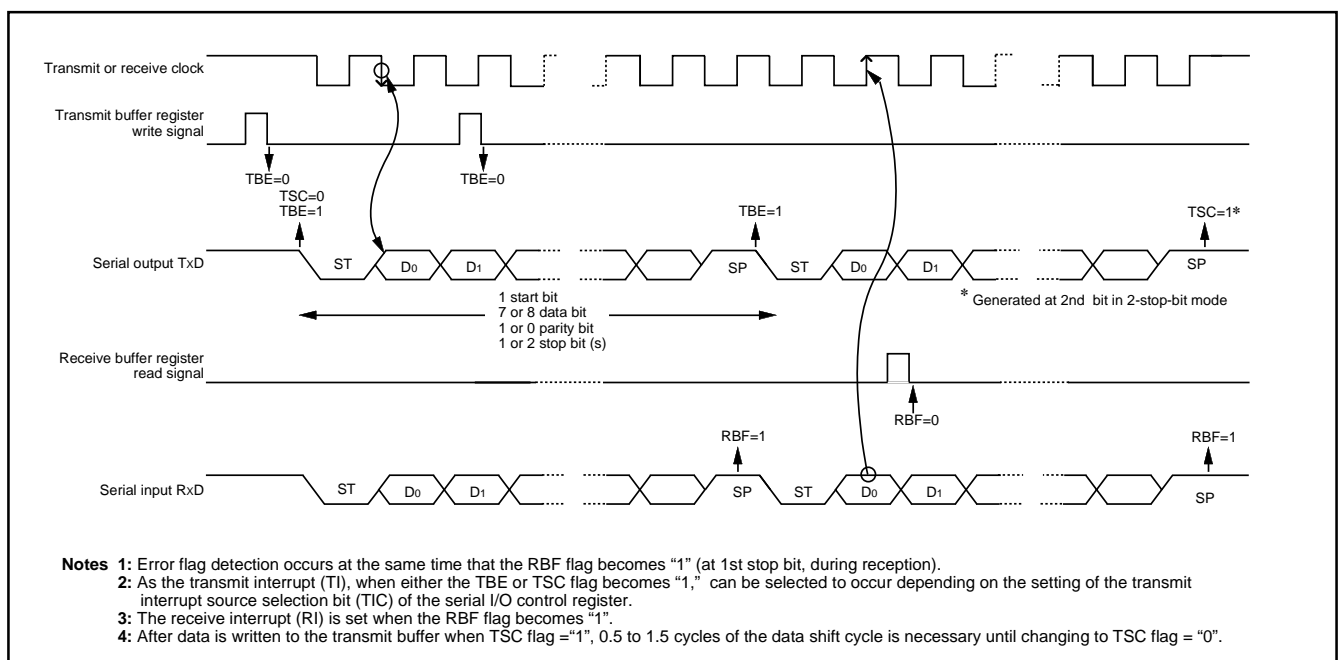 Transmit or receive clock
Transmit buffer register
write signal
TBE=0
TBE=0
TSC=0
TBE=1
TBE=1
TSC=1*
Serial output TxD
ST
D0
D1
SP
ST
D0
D1
SP
* Generated at 2nd bit in 2-stop-bit mode
1 start bit
7 or 8 data bit
1 or 0 parity bit
1 or 2 stop bit (s)
Receive buffer register
read signal
RBF=0
RBF=1
RBF=1
Serial input RxD
ST
D0
D1
SP
ST
D0
D1
SP
Notes 1: Error flag detection occurs at the same time that the RBF flag becomes “1” (at 1st stop bit, during reception).
2: As the transmit interrupt (TI), when either the TBE or TSC flag becomes “1,” can be selected to occur depending on the setting of the transmit
interrupt source selection bit (TIC) of the serial I/O control register.
3: The receive interrupt (RI) is set when the RBF flag becomes “1”.
4: After data is written to the transmit buffer when TSC flag =“1”, 0.5 to 1.5 cycles of the data shift cycle is necessary until changing to TSC flag = “0”.